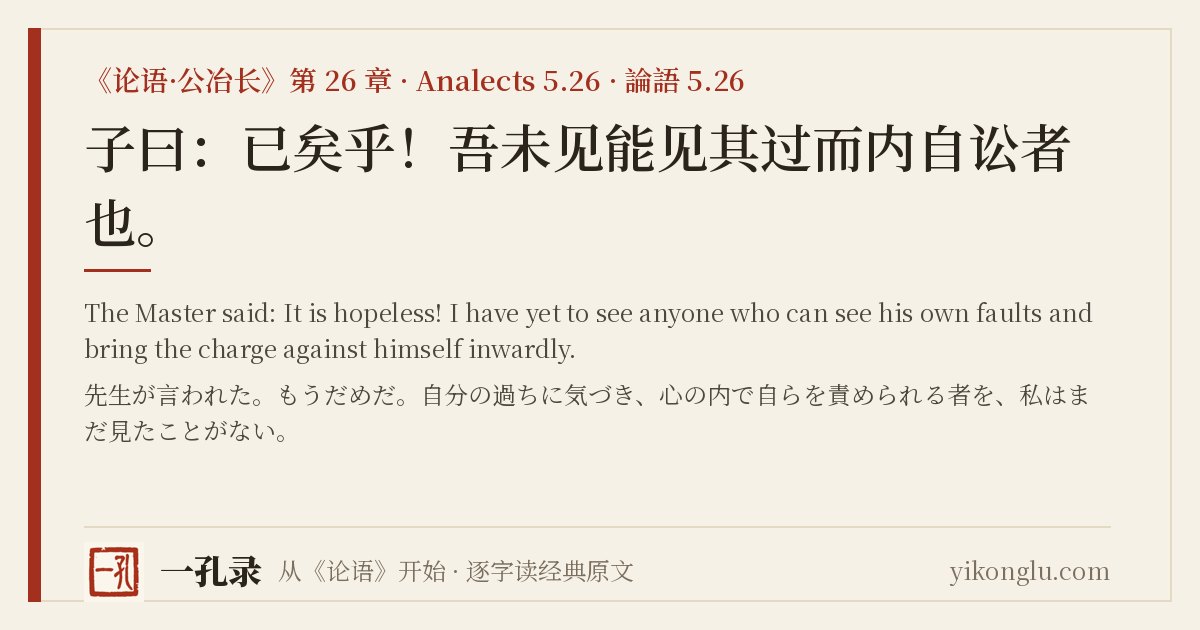 《论语·公冶长》第 26 章 · Analects 5.26 · 論語 5.26
子曰：已矣乎！吾未见能见其过而内自讼者
也。
The Master said: It is hopeless! I have yet to see anyone who can see his own faults and
bring the charge against himself inwardly.
先生が言われた。もうだめだ。自分の過ちに気づき、心の内で自らを責められる者を、私はま
だ見たことがない。
一孔 一孔录 从《论语》开始 · 逐字读经典原文 yikonglu.com